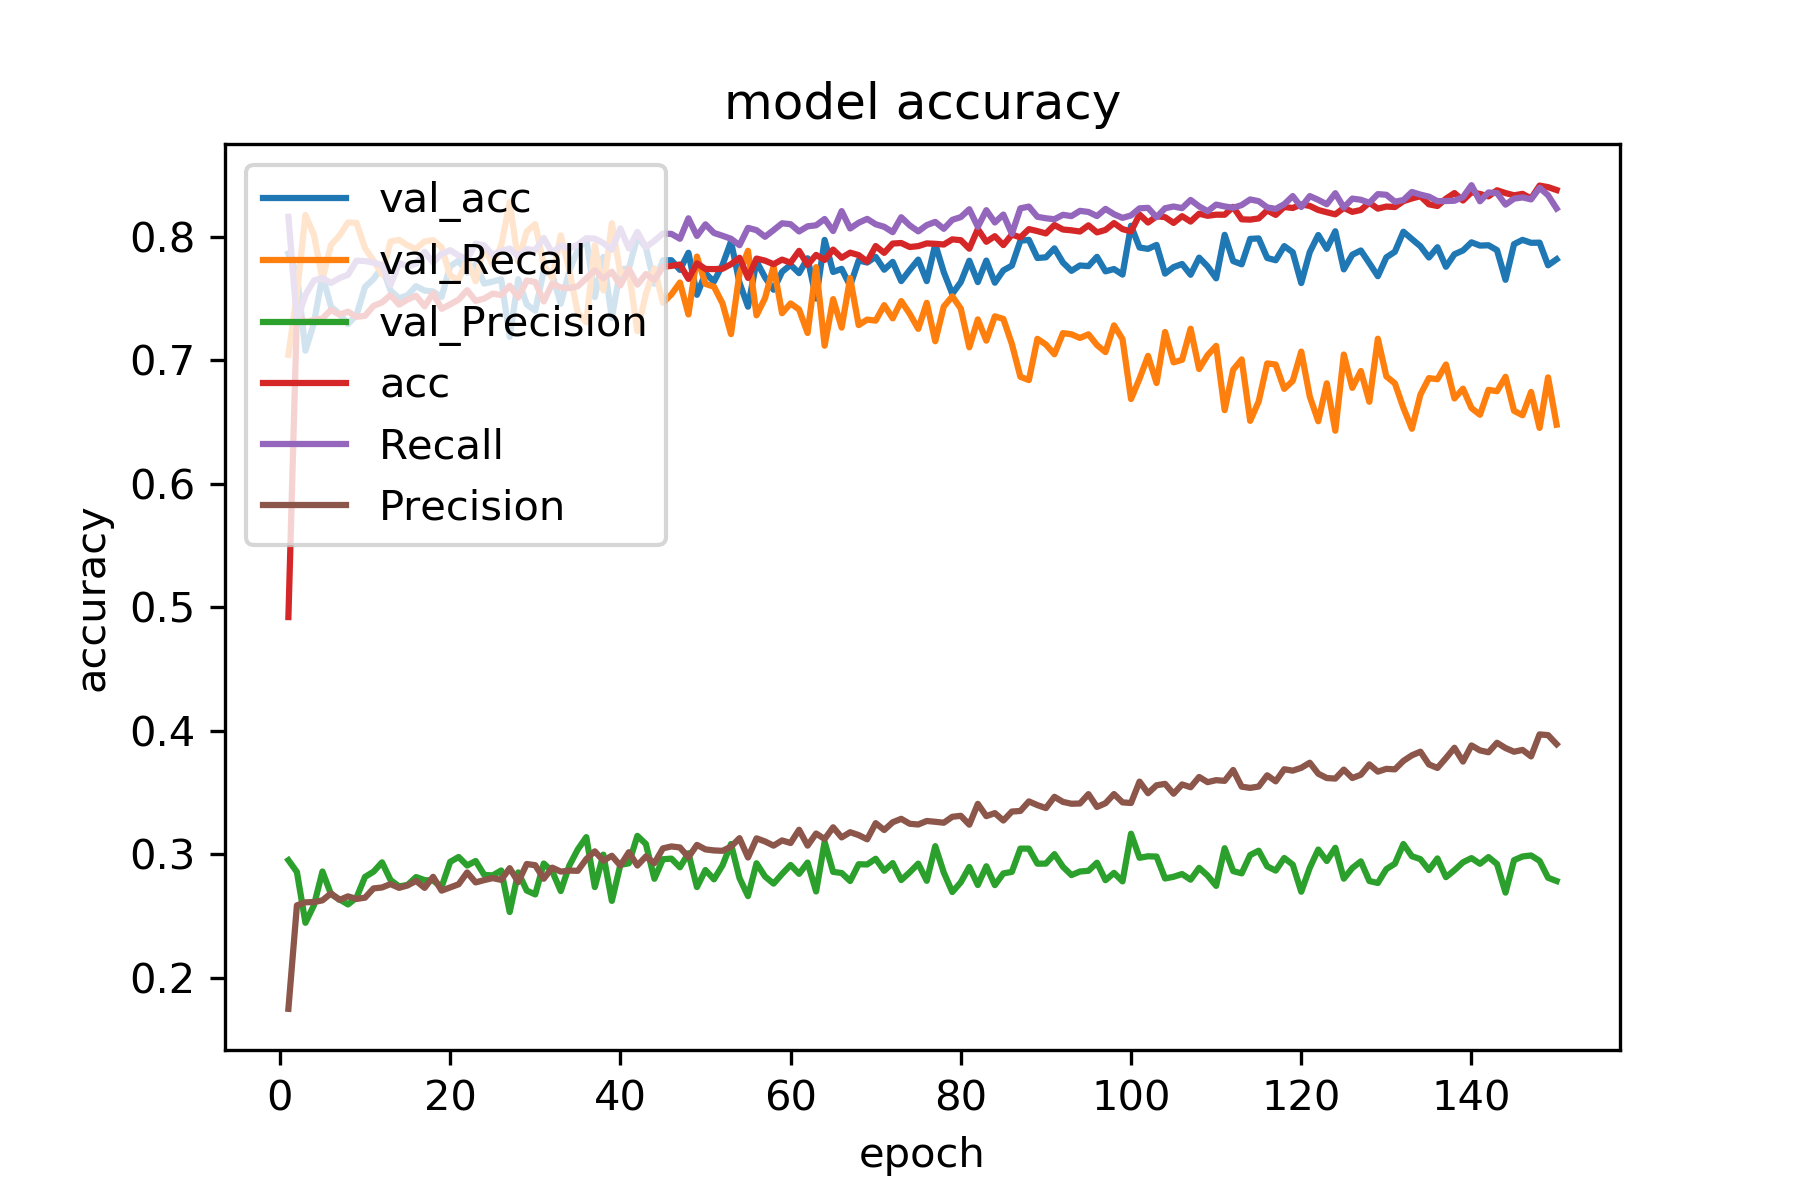 model accuracy
val_acc
val_Recall
val_Precision
acc
Recall
Precision
accuracy
0.8
0.7
0.6
0.5
0.4
0.3
0.2
0 20 40 60 80 100 120 140
epoch